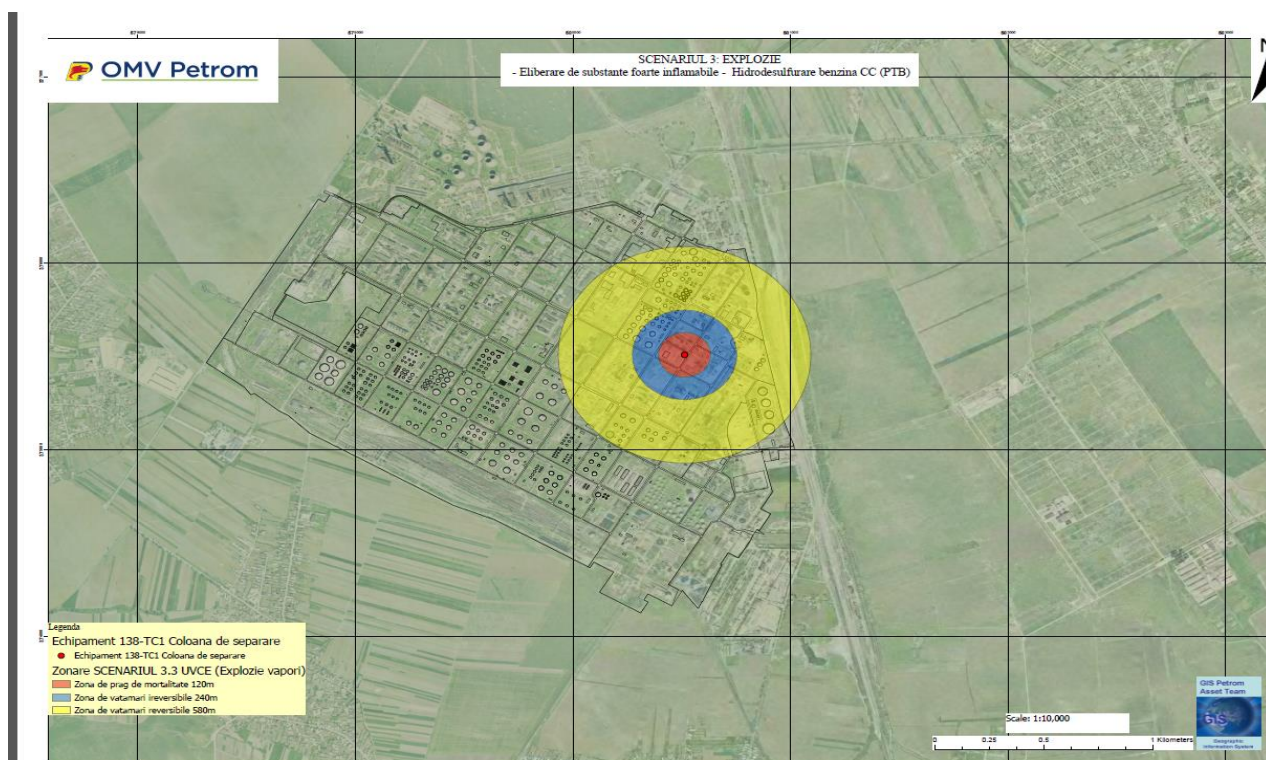 OMV Petrom
SCENARIUL 3: EXPLOZIE
- Eliberare de substante foarte inflamabile - Hidrodesulfurare benzina CC (PTB)
N
Legenda
Echipament 138-TC1 Coloana de separare
Echipament 138-TC1 Coloana de separare
Zonare SCENARIUL 3.3 UVCE (Explozie vapori)
Zona de prag de mortalitate 120m
Zona de vatamari ireversibile 240m
Zona de vatamari reversibile 580m
Scale: 1:10,000
0 0.25 0.5 1 Kilometers
GIS Petrom
Asset Team
GIS
Geographic
Information System